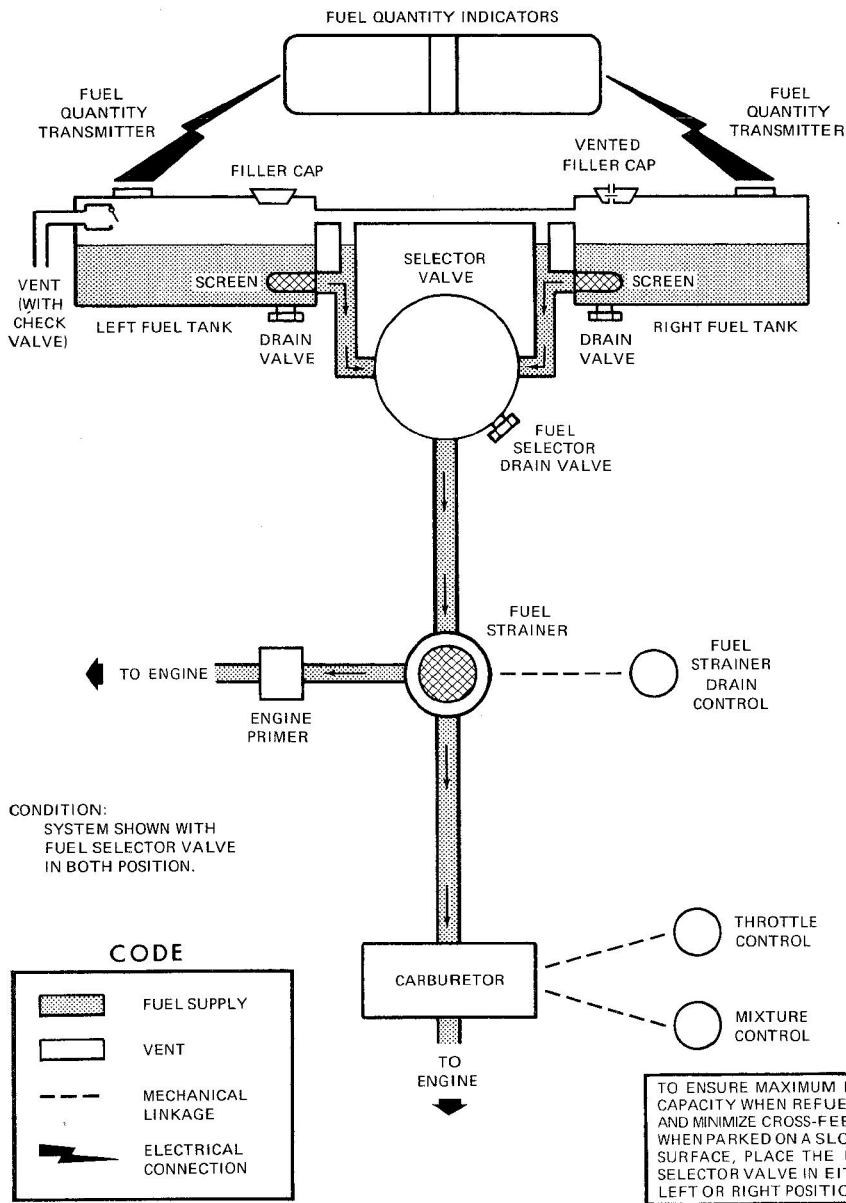 FUEL QUANTITY INDICATORS
FUEL
QUANTITY
TRANSMITTER
FUEL
QUANTITY
TRANSMITTER
FILLER CAP
VENTED
FILLER CAP
VENT
(WITH
CHECK
VALVE)
SCREEN
SELECTOR
VALVE
SCREEN
LEFT FUEL TANK
RIGHT FUEL TANK
DRAIN
VALVE
DRAIN
VALVE
FUEL
SELECTOR
DRAIN VALVE
FUEL
STRAINER
TO ENGINE
ENGINE
PRIMER
FUEL
STRAINER
DRAIN
CONTROL
CONDITION:
SYSTEM SHOWN WITH
FUEL SELECTOR VALVE
IN BOTH POSITION.
CODE
FUEL SUPPLY
VENT
MECHANICAL
LINKAGE
ELECTRICAL
CONNECTION
CARBURETOR
THROTTLE
CONTROL
MIXTURE
CONTROL
TO
ENGINE
TO ENSURE MAXIMUM
CAPACITY WHEN REFUE
AND MINIMIZE CROSS-FEE
WHEN PARKED ON A SLO
SURFACE, PLACE THE
SELECTOR VALVE IN EIT
LEFT OR RIGHT POSITIO